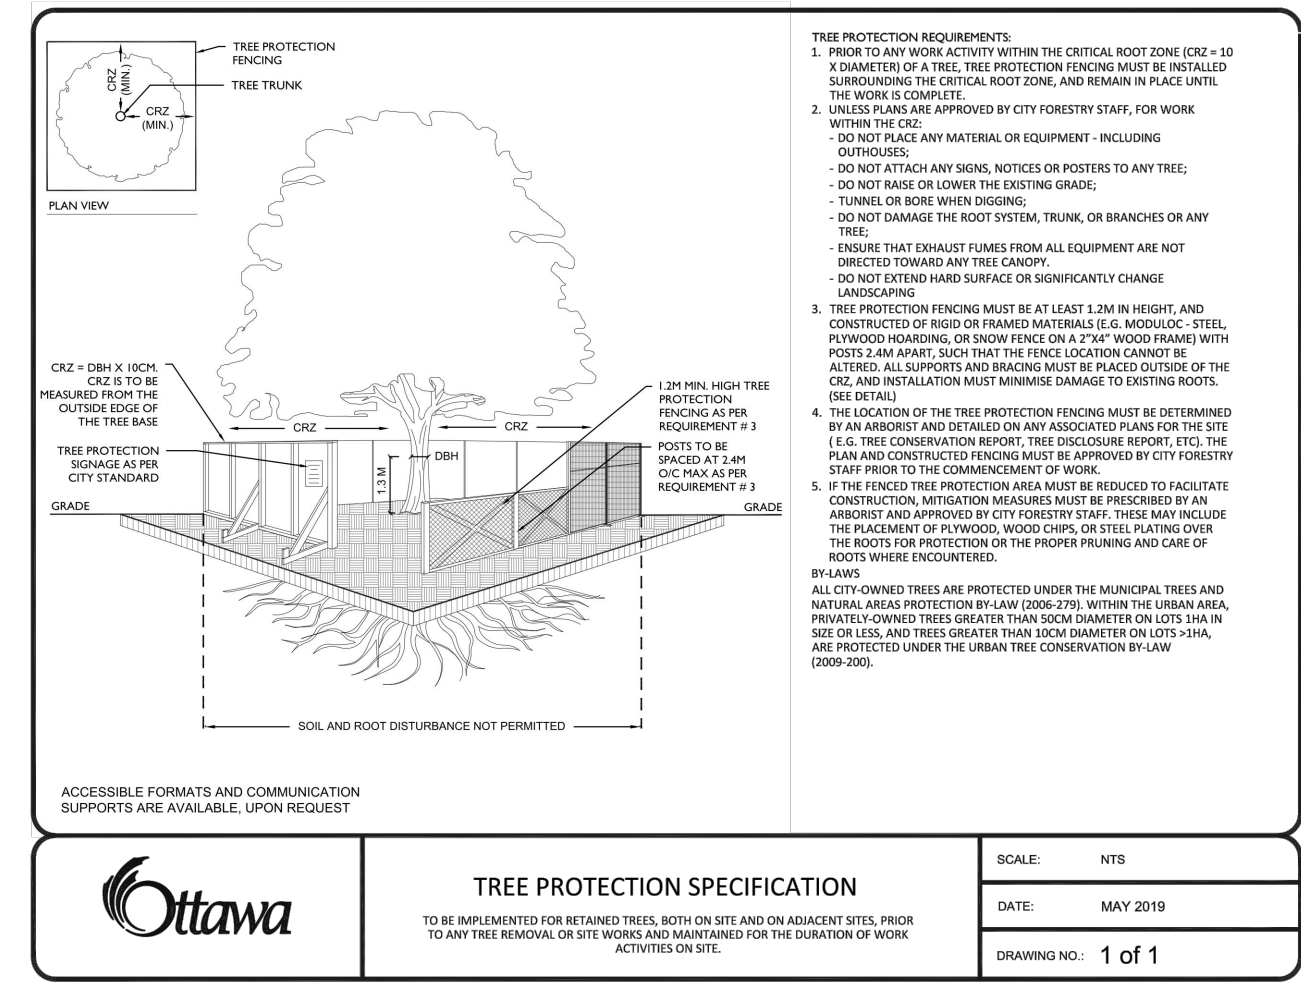 TREE PROTECTION
FENCING
TREE TRUNK
CRZ
(MIN.)
CRZ
(MIN.)
PLAN VIEW
CRZ = DBH X 10CM.
CRZ IS TO BE
MEASURED FROM THE
OUTSIDE EDGE OF
THE TREE BASE
TREE PROTECTION
SIGNAGE AS PER
CITY STANDARD
GRADE
CRZ
CRZ
DBH
1.3 M
1.2M MIN. HIGH TREE
PROTECTION
FENCING AS PER
REQUIREMENT # 3
POSTS TO BE
SPACED AT 2.4M
O/C MAX AS PER
REQUIREMENT # 3
GRADE
SOIL AND ROOT DISTURBANCE NOT PERMITTED
ACCESSIBLE FORMATS AND COMMUNICATION
SUPPORTS ARE AVAILABLE, UPON REQUEST
TREE PROTECTION REQUIREMENTS:
1. PRIOR TO ANY WORK ACTIVITY WITHIN THE CRITICAL ROOT ZONE (CRZ = 10
X DIAMETER) OF A TREE, TREE PROTECTION FENCING MUST BE INSTALLED
SURROUNDING THE CRITICAL ROOT ZONE, AND REMAIN IN PLACE UNTIL
THE WORK IS COMPLETE.
2. UNLESS PLANS ARE APPROVED BY CITY FORESTRY STAFF, FOR WORK
WITHIN THE CRZ:
- DO NOT PLACE ANY MATERIAL OR EQUIPMENT - INCLUDING
OUTHOUSES;
- DO NOT ATTACH ANY SIGNS, NOTICES OR POSTERS TO ANY TREE;
- DO NOT RAISE OR LOWER THE EXISTING GRADE;
- TUNNEL OR BORE WHEN DIGGING;
- DO NOT DAMAGE THE ROOT SYSTEM, TRUNK, OR BRANCHES OR ANY
TREE;
- ENSURE THAT EXHAUST FUMES FROM ALL EQUIPMENT ARE NOT
DIRECTED TOWARD ANY TREE CANOPY.
- DO NOT EXTEND HARD SURFACE OR SIGNIFICANTLY CHANGE
LANDSCAPING
3. TREE PROTECTION FENCING MUST BE AT LEAST 1.2M IN HEIGHT, AND
CONSTRUCTED OF RIGID OR FRAMED MATERIALS (E.G. MODULOC - STEEL,
PLYWOOD HOARDING, OR SNOW FENCE ON A 2"X4" WOOD FRAME) WITH
POSTS 2.4M APART, SUCH THAT THE FENCE LOCATION CANNOT BE
ALTERED. ALL SUPPORTS AND BRACING MUST BE PLACED OUTSIDE OF THE
CRZ, AND INSTALLATION MUST MINIMISE DAMAGE TO EXISTING ROOTS.
(SEE DETAIL)
4. THE LOCATION OF THE TREE PROTECTION FENCING MUST BE DETERMINED
BY AN ARBORIST AND DETAILED ON ANY ASSOCIATED PLANS FOR THE SITE
( E.G. TREE CONSERVATION REPORT, TREE DISCLOSURE REPORT, ETC). THE
PLAN AND CONSTRUCTED FENCING MUST BE APPROVED BY CITY FORESTRY
STAFF PRIOR TO THE COMMENCEMENT OF WORK.
5. IF THE FENCED TREE PROTECTION AREA MUST BE REDUCED TO FACILITATE
CONSTRUCTION, MITIGATION MEASURES MUST BE PRESCRIBED BY AN
ARBORIST AND APPROVED BY CITY FORESTRY STAFF. THESE MAY INCLUDE
THE PLACEMENT OF PLYWOOD, WOOD CHIPS, OR STEEL PLATING OVER
THE ROOTS FOR PROTECTION OR THE PROPER PRUNING AND CARE OF
ROOTS WHERE ENCOUNTERED.
BY-LAWS
ALL CITY-OWNED TREES ARE PROTECTED UNDER THE MUNICIPAL TREES AND
NATURAL AREAS PROTECTION BY-LAW (2006-279). WITHIN THE URBAN AREA,
PRIVATELY-OWNED TREES GREATER THAN 50CM DIAMETER ON LOTS 1HA IN
SIZE OR LESS, AND TREES GREATER THAN 10CM DIAMETER ON LOTS >1HA,
ARE PROTECTED UNDER THE URBAN TREE CONSERVATION BY-LAW
(2009-200).
Ottawa
TREE PROTECTION SPECIFICATION
TO BE IMPLEMENTED FOR RETAINED TREES, BOTH ON SITE AND ON ADJACENT SITES, PRIOR
TO ANY TREE REMOVAL OR SITE WORKS AND MAINTAINED FOR THE DURATION OF WORK
ACTIVITIES ON SITE.
SCALE: NTS
DATE: MAY 2019
DRAWING NO.: 1 of 1